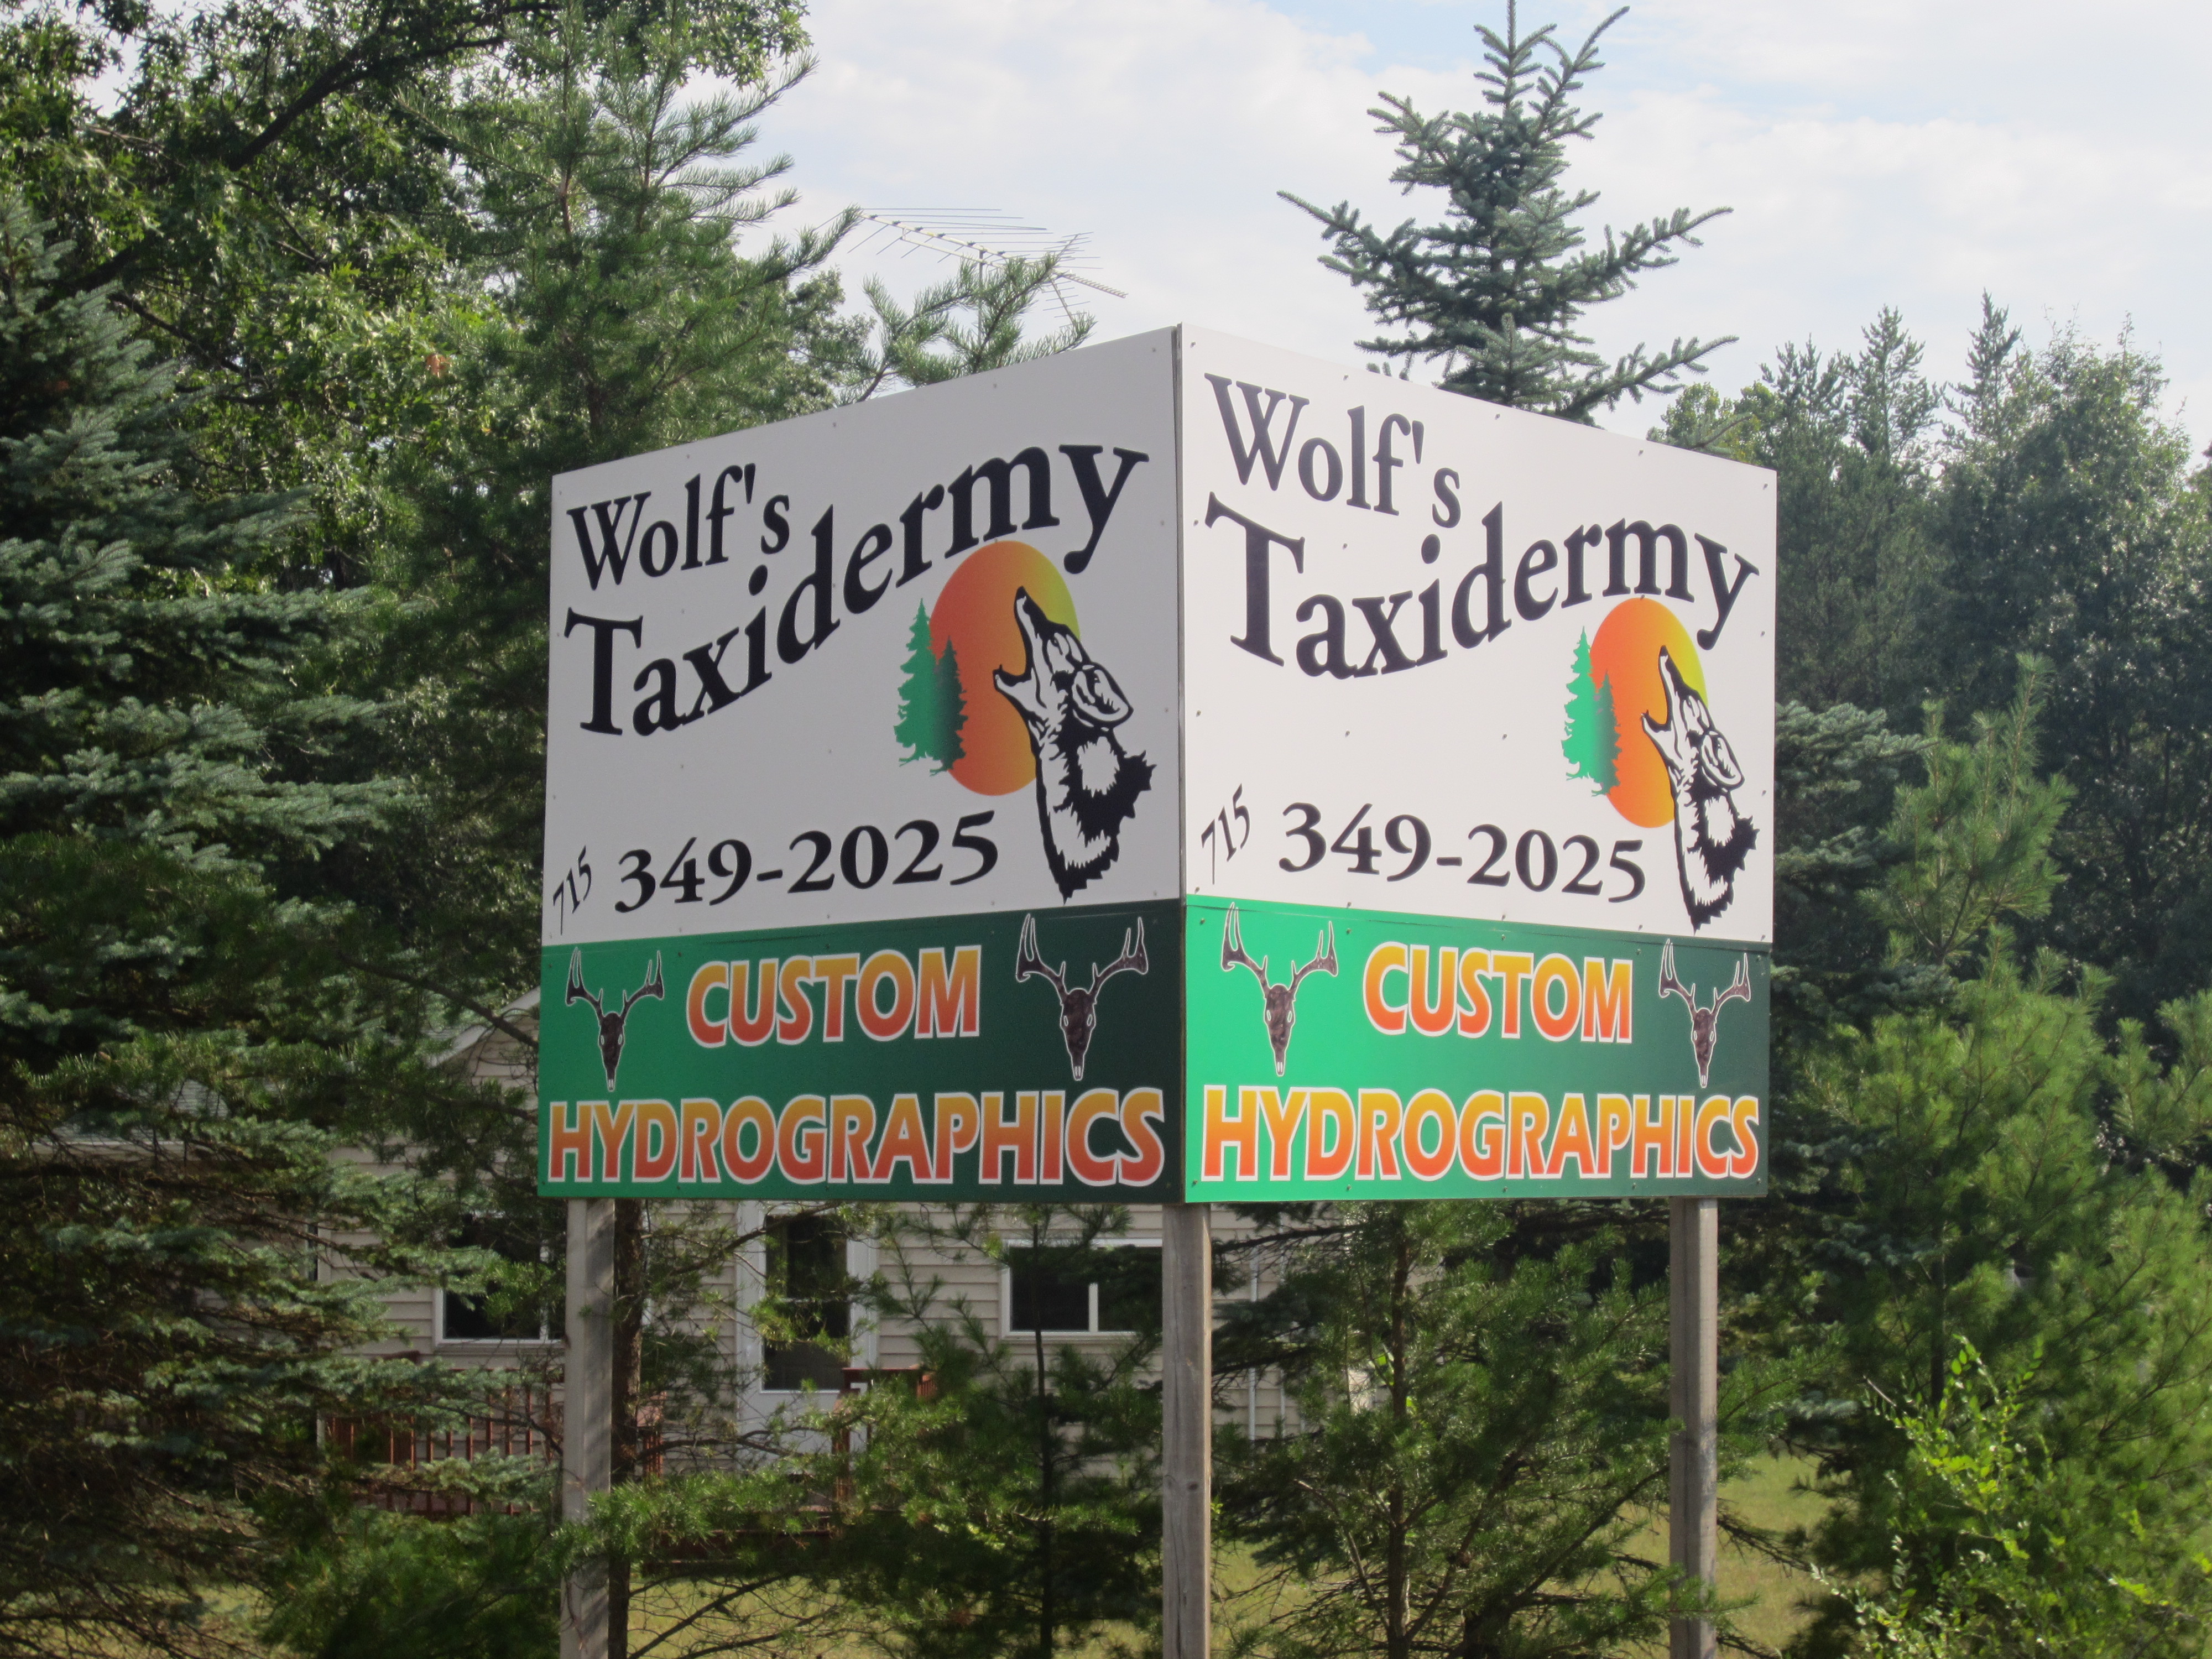 Wolf's
Taxidermy
715 349-2025
CUSTOM
HYDROGRAPHICS
Wolf's
Taxidermy
715 349-2025
CUSTOM
HYDROGRAPHICS